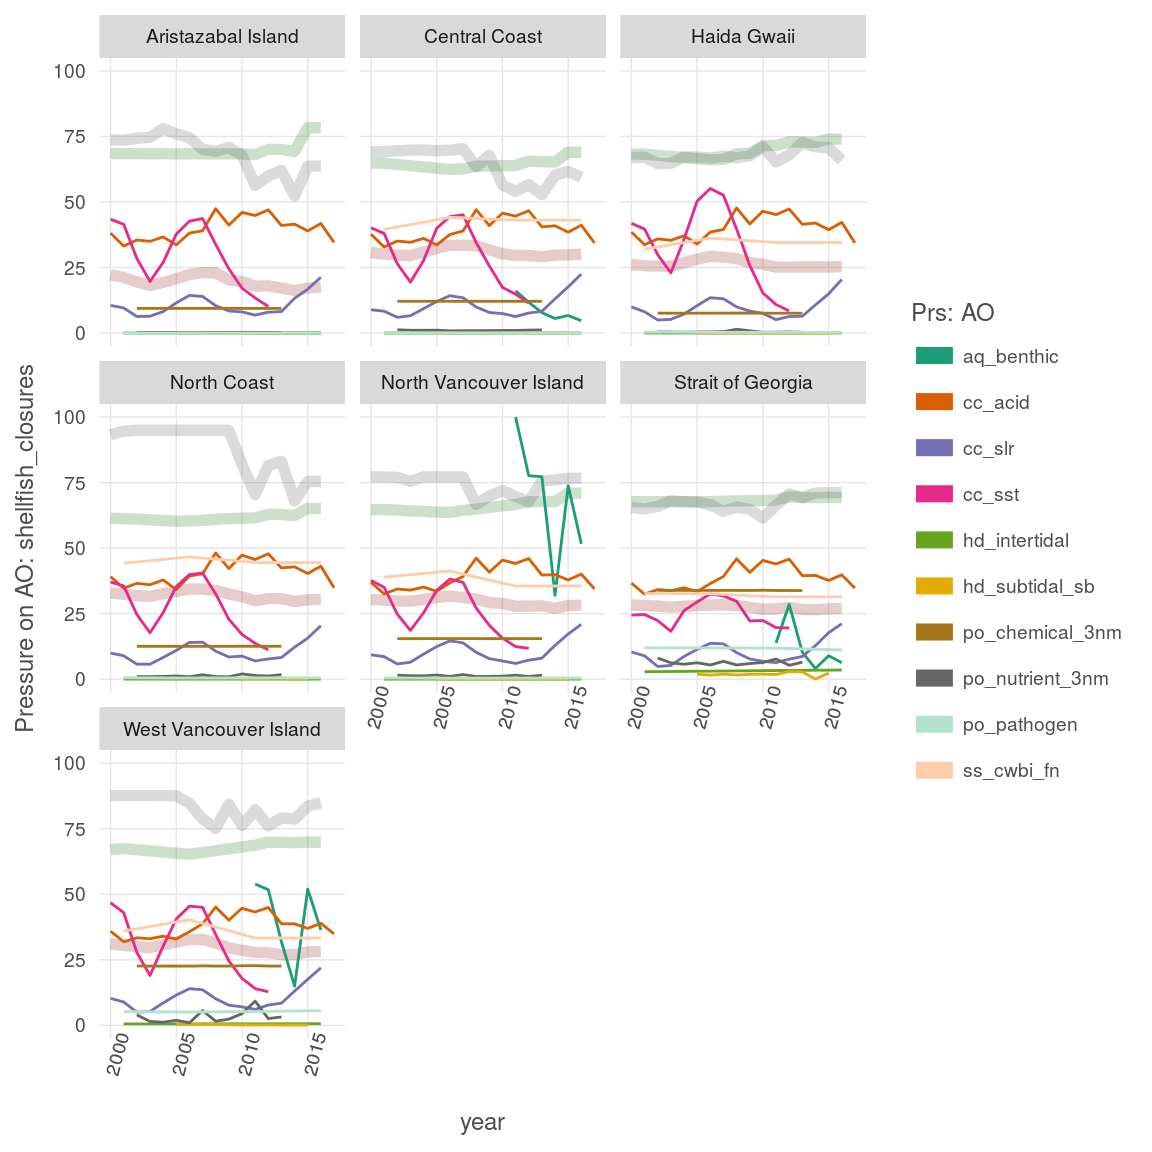 Aristazabal Island
Central Coast
Haida Gwaii
100
75
50
25
0
North Coast
North Vancouver Island
Strait of Georgia
100
75
50
25
0
2000
2005
2010
2015
2000
2005
2010
2015
West Vancouver Island
100
75
50
25
0
2000
2005
2010
2015
year
Pressure on AO: shellfish_closures
Prs: AO
aq_benthic
cc_acid
cc_slr
cc_sst
hd_intertidal
hd_subtidal_sb
po_chemical_3nm
po_nutrient_3nm
po_pathogen
ss_cwbi_fn